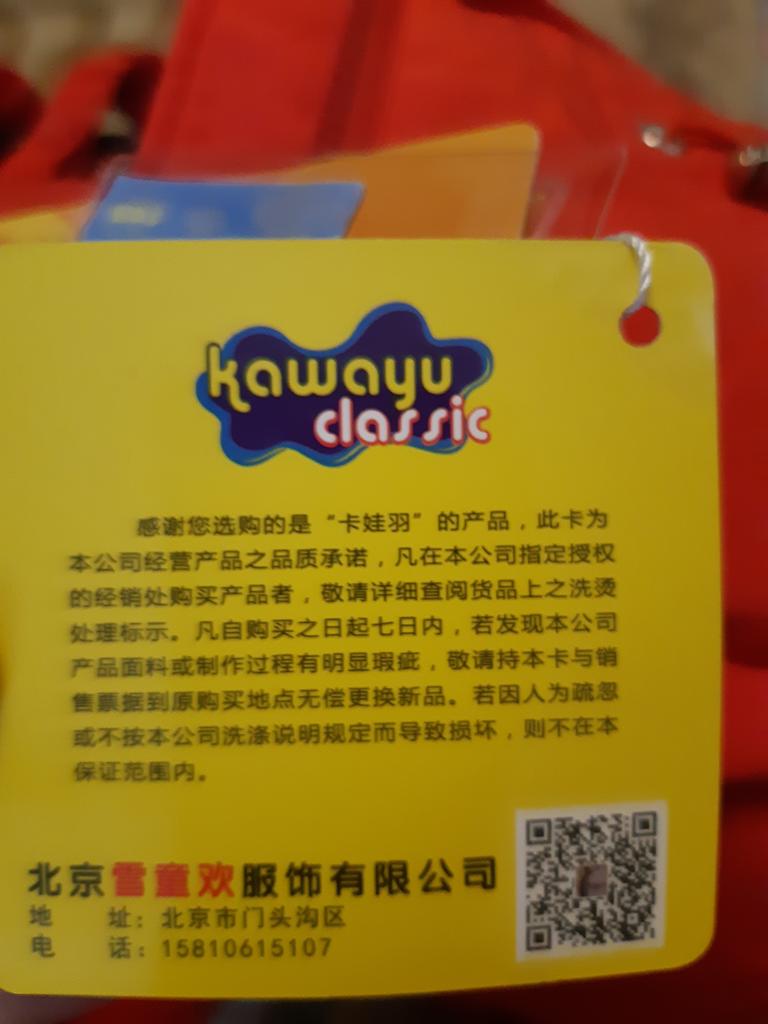 kawayu
classic
感谢您选购的是“卡娃羽”的产品，此卡为
本公司经营产品之品质承诺，凡在本公司指定授权
的经销处购买产品者，敬请详细查阅货品上之洗烫
处理标示。凡自购买之日起七日内，若发现本公司
产品面料或制作过程有明显瑕疵，敬请持本卡与销
售票据到原购买地点无偿更换新品。若因人为疏忽
或不按本公司洗涤说明规定而导致损坏，则不在本
保证范围内。
北京雪童欢服饰有限公司
地 址：北京市门头沟区
电 话：15810615107